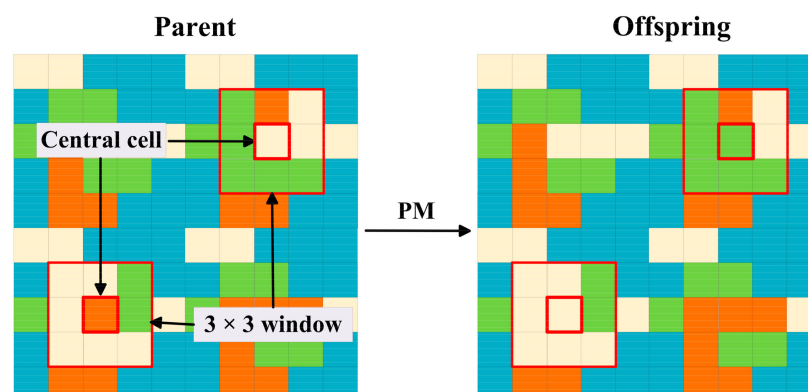 Parent
Offspring
Central cell
PM
3 × 3 window